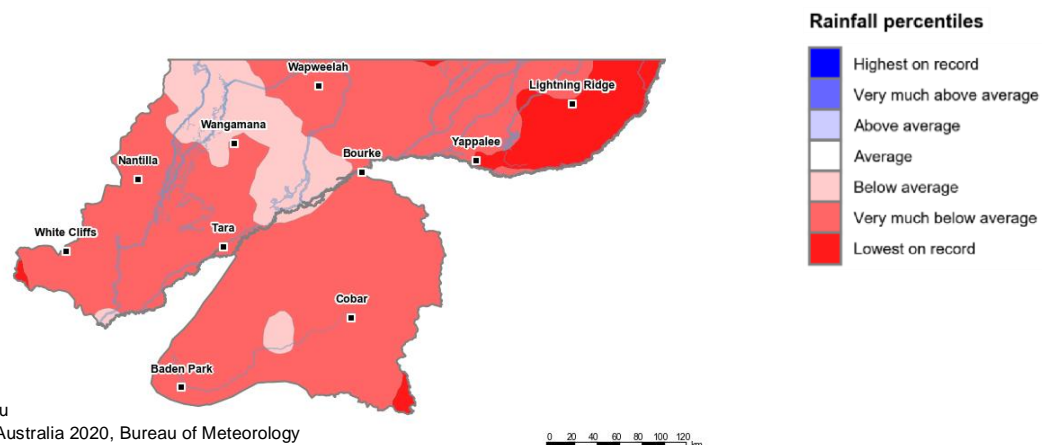 Rainfall percentiles
Highest on record
Very much above average
Above average
Average
Below average
Very much below average
Lowest on record
Wapweelah
Lightning Ridge
Wangamana
Yappalee
Bourke
Nantilla
White Cliffs
Tara
Cobar
Baden Park
u
Australia 2020, Bureau of Meteorology
0 20 40 60 80 100 120
km